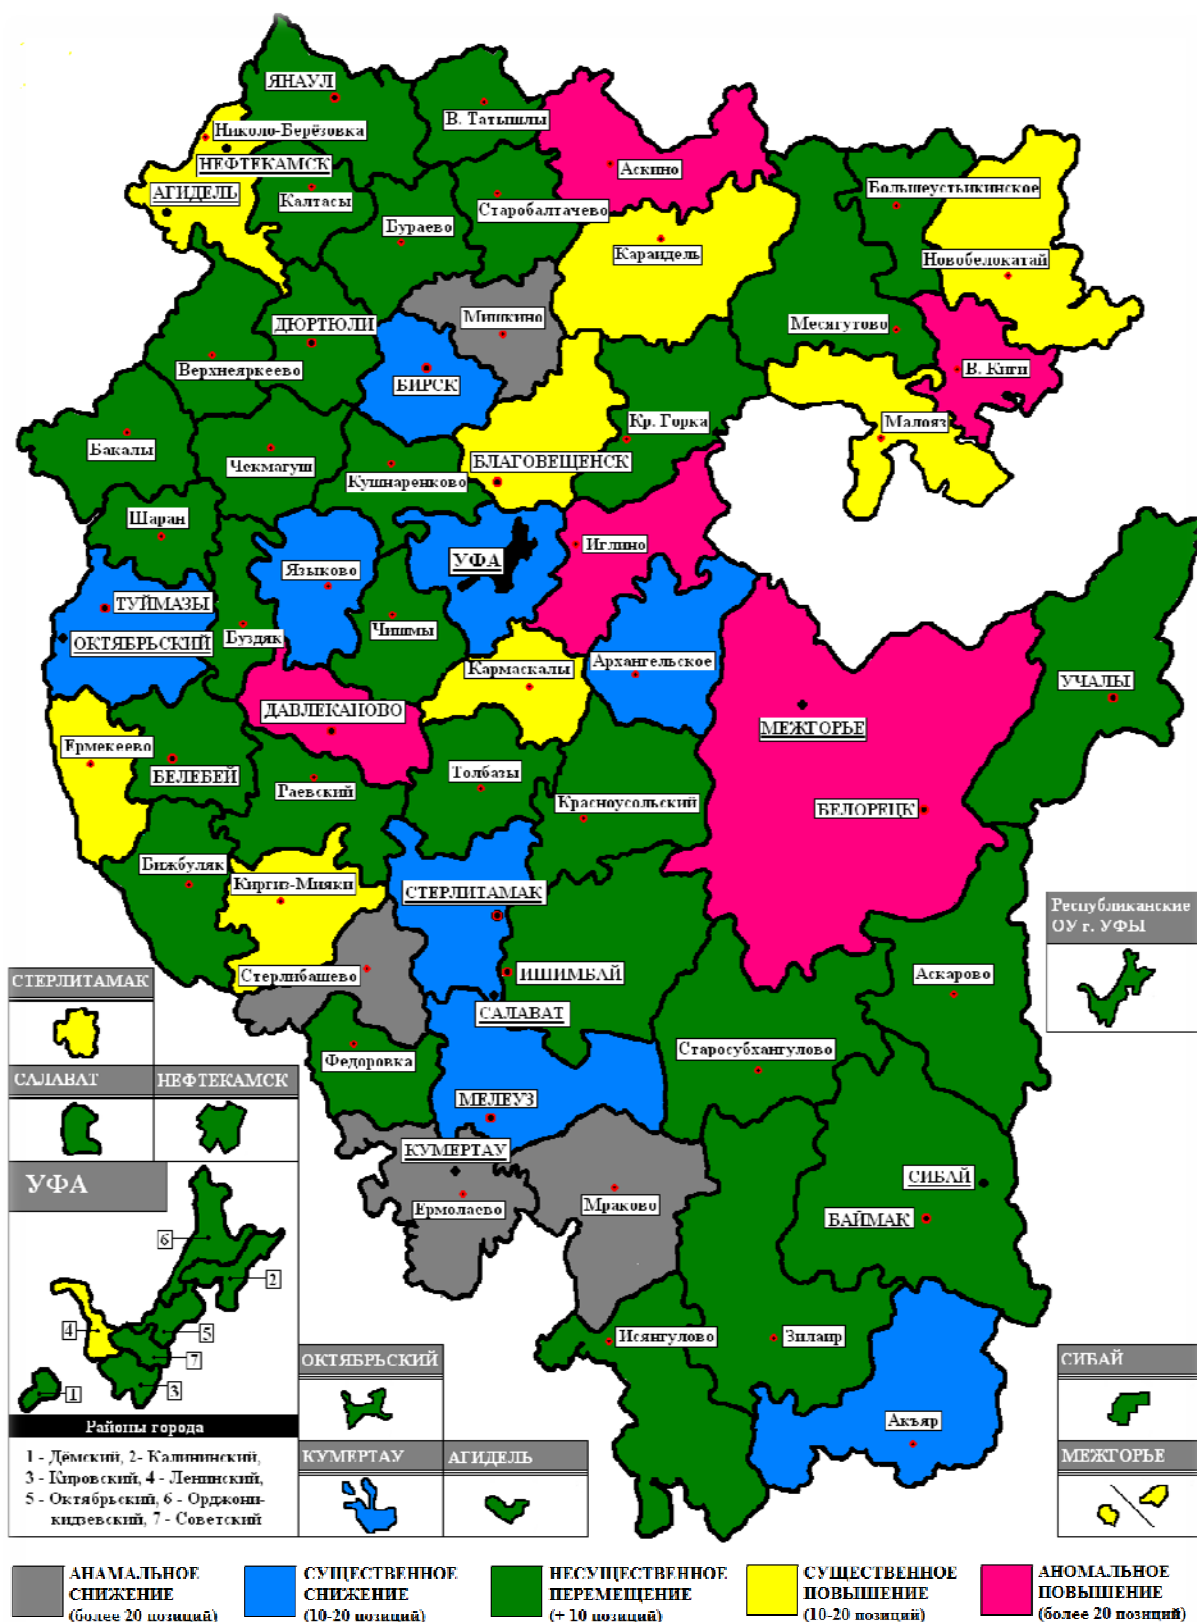 ЯНАУЛ
В. Татышлы
Николо-Берёзовка
НЕФТЕКАМСК
Аскино
АГИДЕЛЬ
Калтасы
Большеустьикинское
Старобалтачево
Бураево
Караидель
Новобелокатай
Мишкино
ДЮРТЮЛИ
Месягутово
Верхнеяркеево
В. Киги
БИРСК
Кр. Горка
Малояз
Бакалы
Чекмагуш
БЛАГОВЕЩЕНСК
Кушнаренково
Шаран
Иглино
УФА
Языково
ТУЙМАЗЫ
Чишмы
Буздяк
ОКТЯБРЬСКИЙ
Кармаскалы
Архангельское
УЧАЛЫ
ДАВЛЕКАНОВО
МЕЖГОРЬЕ
Ермекеево
БЕЛЕБЕЙ
Толбазы
Раевский
Красноусольский
БЕЛОРЕЦК
Бижбуляк
Киргиз-Мияки
СТЕРЛИТАМАК
Республиканские
ОУ г. УФЫ
Стерлибашево
ИШИМБАЙ
Аскарово
СТЕРЛИТАМАК
САЛАВАТ
Федоровка
Старосубхангулово
САЛАВАТ
НЕФТЕКАМСК
МЕЛЕУЗ
КУМЕРТАУ
УФА
СИБАЙ
Ермолаево
Мраково
БАЙМАК
6
2
4
5
7
3
1
Исянгулово
Зилаир
ОКТЯБРЬСКИЙ
СИБАЙ
Акъяр
Районы города
1 - Дёмский, 2- Калининский,
3 - Кировский, 4 - Ленинский,
5 - Октябрьский, 6 - Орджони-
кидзевский, 7 - Советский
КУМЕРТАУ
АГИДЕЛЬ
МЕЖГОРЬЕ
АНАМАЛЬНОЕ
СНИЖЕНИЕ
(более 20 позиций)
СУЩЕСТВЕННОЕ
СНИЖЕНИЕ
(10-20 позиций)
НЕСУЩЕСТВЕННОЕ
ПЕРЕМЕЩЕНИЕ
(± 10 позиций)
СУЩЕСТВЕННОЕ
ПОВЫШЕНИЕ
(10-20 позиций)
АНОМАЛЬНОЕ
ПОВЫШЕНИЕ
(более 20 позиций)